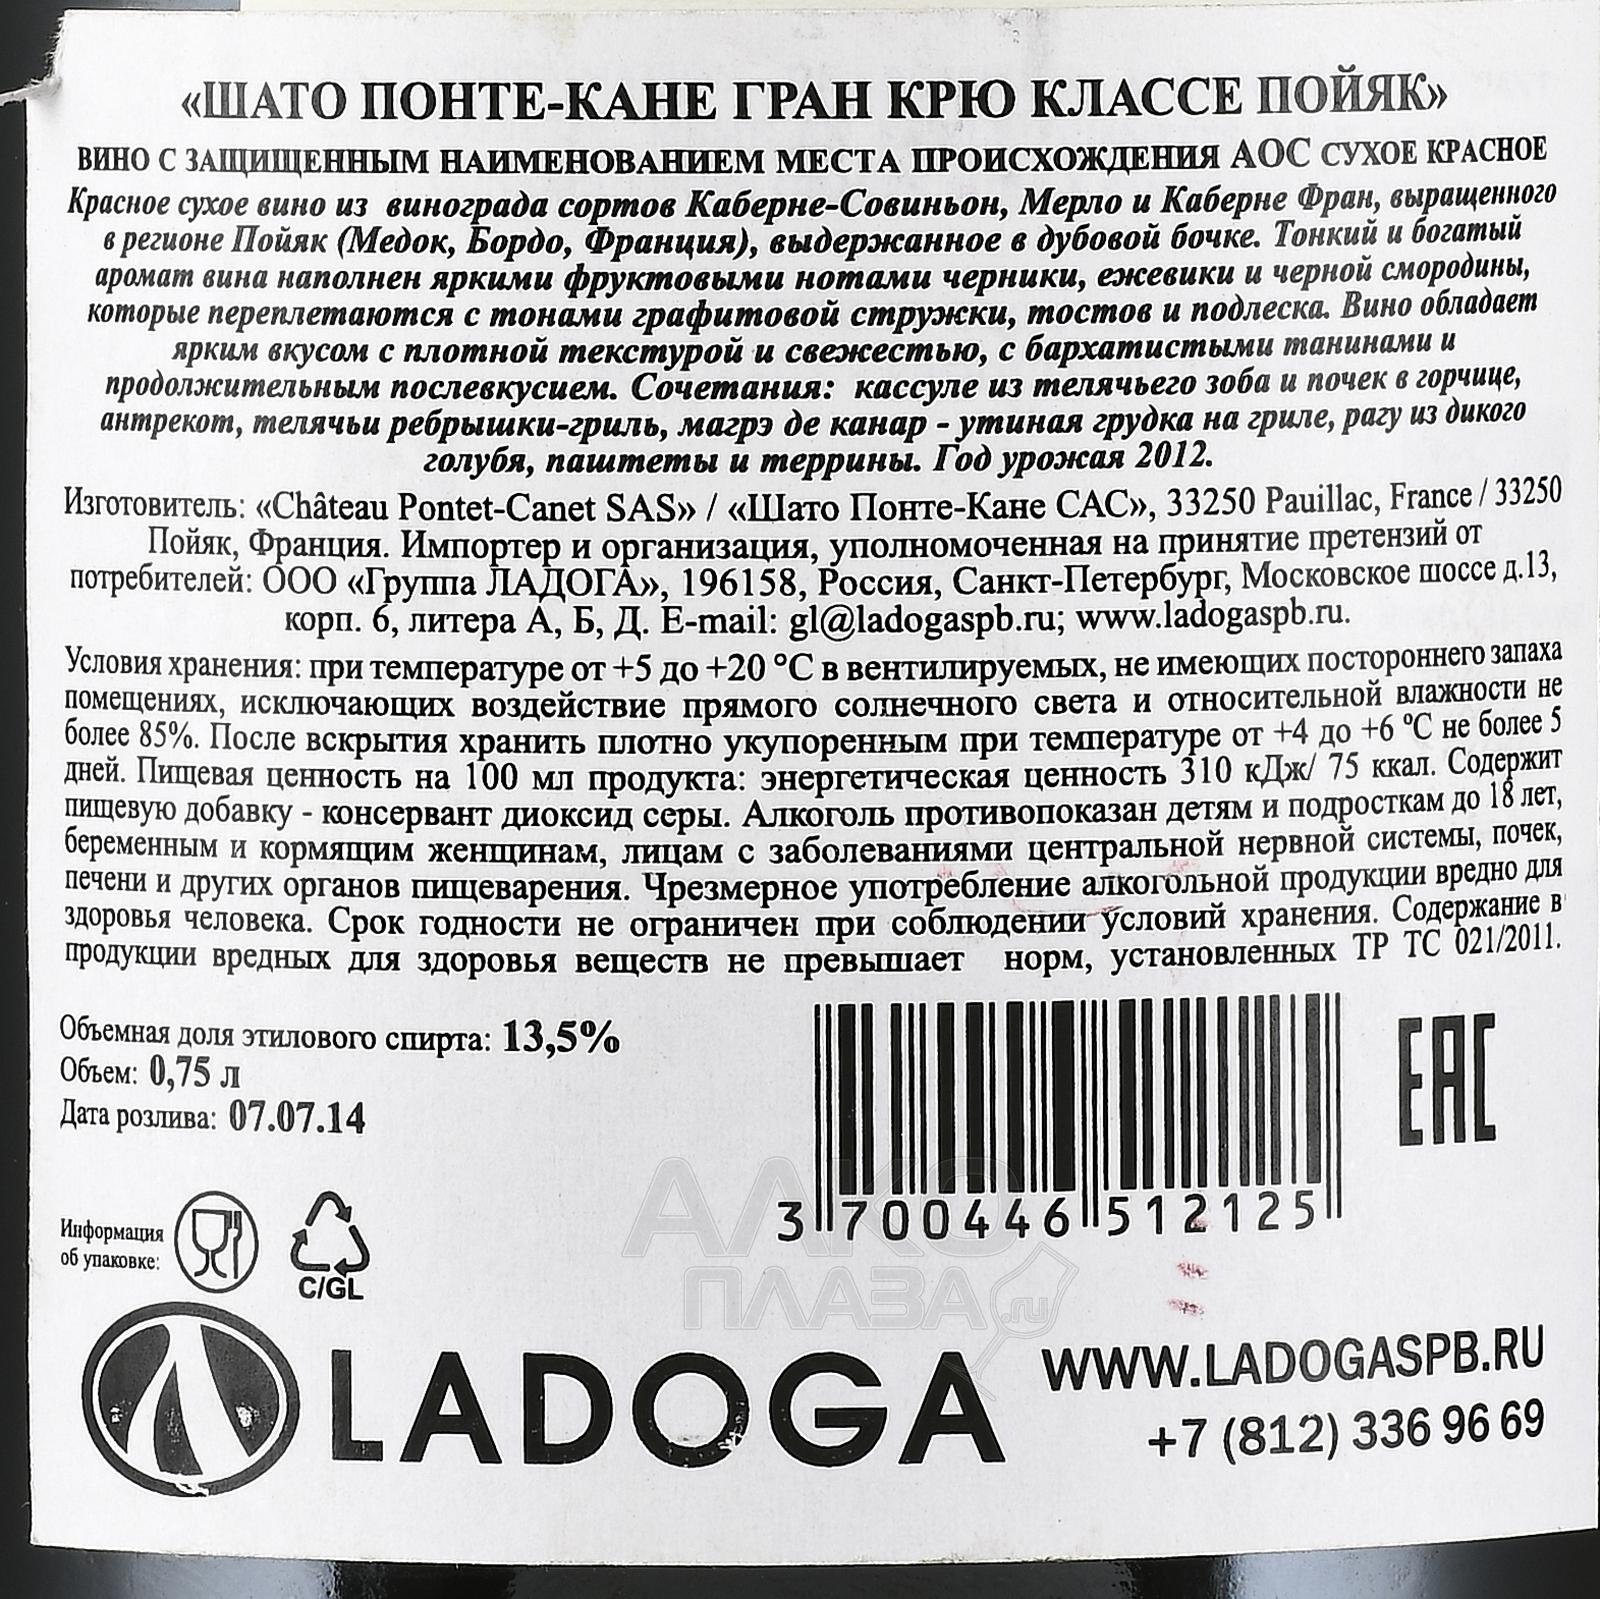 «ШАТО ПОНТЕ-КАНЕ ГРАН КРЮ КЛАССЕ ПОЙЯК»
ВИНО С ЗАЩИЩЕННЫМ НАИМЕНОВАНИЕМ МЕСТА ПРОИСХОЖДЕНИЯ АОС СУХОЕ КРАСНОЕ
Красное сухое вино из винограда сортов Каберне-Совиньон, Мерло и Каберне Фран, выращенного
в регионе Пойяк (Медок, Бордо, Франция), выдержанное в дубовой бочке. Тонкий и богатый
аромат вина наполнен яркими фруктовыми нотами черники, ежевики и черной смородины,
которые переплетаются с тонами графитовой стружки, тостов и подлеска. Вино обладает
ярким вкусом с плотной текстурой и свежестью, с бархатистыми танинами и
продолжительным послевкусием. Сочетания: кассуле из телячьего зоба и почек в горчице,
антрекот, телячьи ребрышки-гриль, магрэ де канар - утиная грудка на гриле, рагу из дикого
голубя, паштеты и террины. Год урожая 2012.
Изготовитель: «Château Pontet-Canet SAS» / «Шато Понте-Кане САС», 33250 Pauillac, France / 33250
Пойяк, Франция. Импортер и организация, уполномоченная на принятие претензий от
потребителей: ООО «Группа ЛАДОГА», 196158, Россия, Санкт-Петербург, Московское шоссе д.13,
корп. 6, литера А, Б, Д. E-mail: gl@ladogaspb.ru; www.ladogaspb.ru.
Условия хранения: при температуре от +5 до +20 °С в вентилируемых, не имеющих постороннего запаха
помещениях, исключающих воздействие прямого солнечного света и относительной влажности не
более 85%. После вскрытия хранить плотно укупоренным при температуре от +4 до +6 °С не более 5
дней. Пищевая ценность на 100 мл продукта: энергетическая ценность 310 кДж/ 75 ккал. Содержит
пищевую добавку - консервант диоксид серы. Алкоголь противопоказан детям и подросткам до 18 лет,
беременным и кормящим женщинам, лицам с заболеваниями центральной нервной системы, почек,
печени и других органов пищеварения. Чрезмерное употребление алкогольной продукции вредно для
здоровья человека. Срок годности не ограничен при соблюдении условий хранения. Содержание в
продукции вредных для здоровья веществ не превышает норм, установленных ТР ТС 021/2011.
Объемная доля этилового спирта: 13,5%
Объем: 0,75 л
Дата розлива: 07.07.14
EAC
3 700446 512125
Информация
об упаковке:
C/GL
АЛКО
ПЛАЗА.ru
LADOGA
WWW.LADOGASPB.RU
+7 (812) 336 96 69